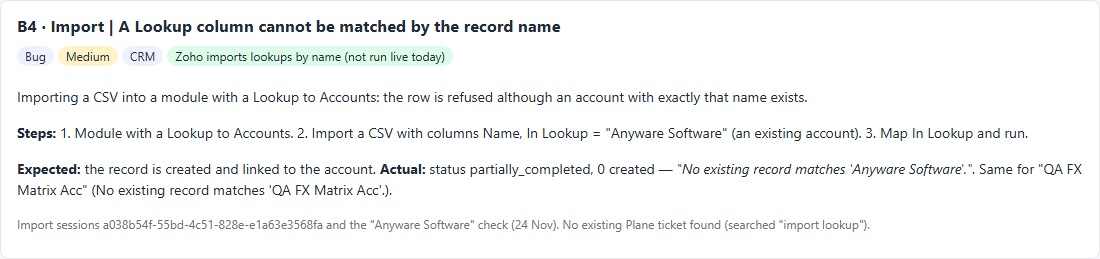 B4 · Import | A Lookup column cannot be matched by the record name
Bug Medium CRM Zoho imports lookups by name (not run live today)
Importing a CSV into a module with a Lookup to Accounts: the row is refused although an account with exactly that name exists.
Steps: 1. Module with a Lookup to Accounts. 2. Import a CSV with columns Name, In Lookup = "Anyware Software" (an existing account). 3. Map In Lookup and run.
Expected: the record is created and linked to the account. Actual: status partially_completed, 0 created — "No existing record matches 'Anyware Software'.". Same for "QA FX
Matrix Acc" (No existing record matches 'QA FX Matrix Acc'.).
Import sessions a038b54f-55bd-4c51-828e-e1a63e3568fa and the "Anyware Software" check (24 Nov). No existing Plane ticket found (searched "import lookup").